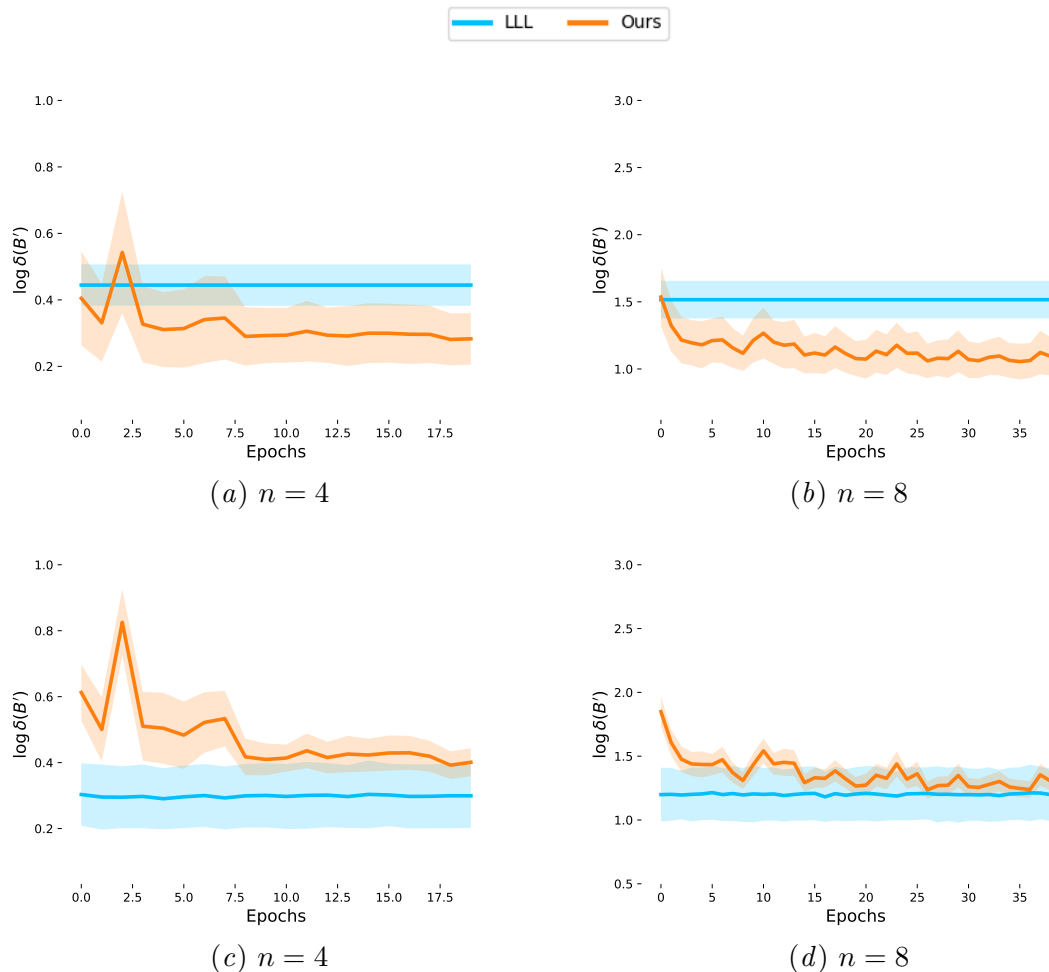 LLL Ours
1.0
0.8
0.6
0.4
0.2
log δ(B′)
0.0 2.5 5.0 7.5 10.0 12.5 15.0 17.5
Epochs
(a) n = 4
3.0
2.5
2.0
1.5
1.0
log δ(B′)
0 5 10 15 20 25 30 35
Epochs
(b) n = 8
1.0
0.8
0.6
0.4
0.2
log δ(B′)
0.0 2.5 5.0 7.5 10.0 12.5 15.0 17.5
Epochs
(c) n = 4
3.0
2.5
2.0
1.5
1.0
0.5
log δ(B′)
0 5 10 15 20 25 30 35
Epochs
(d) n = 8